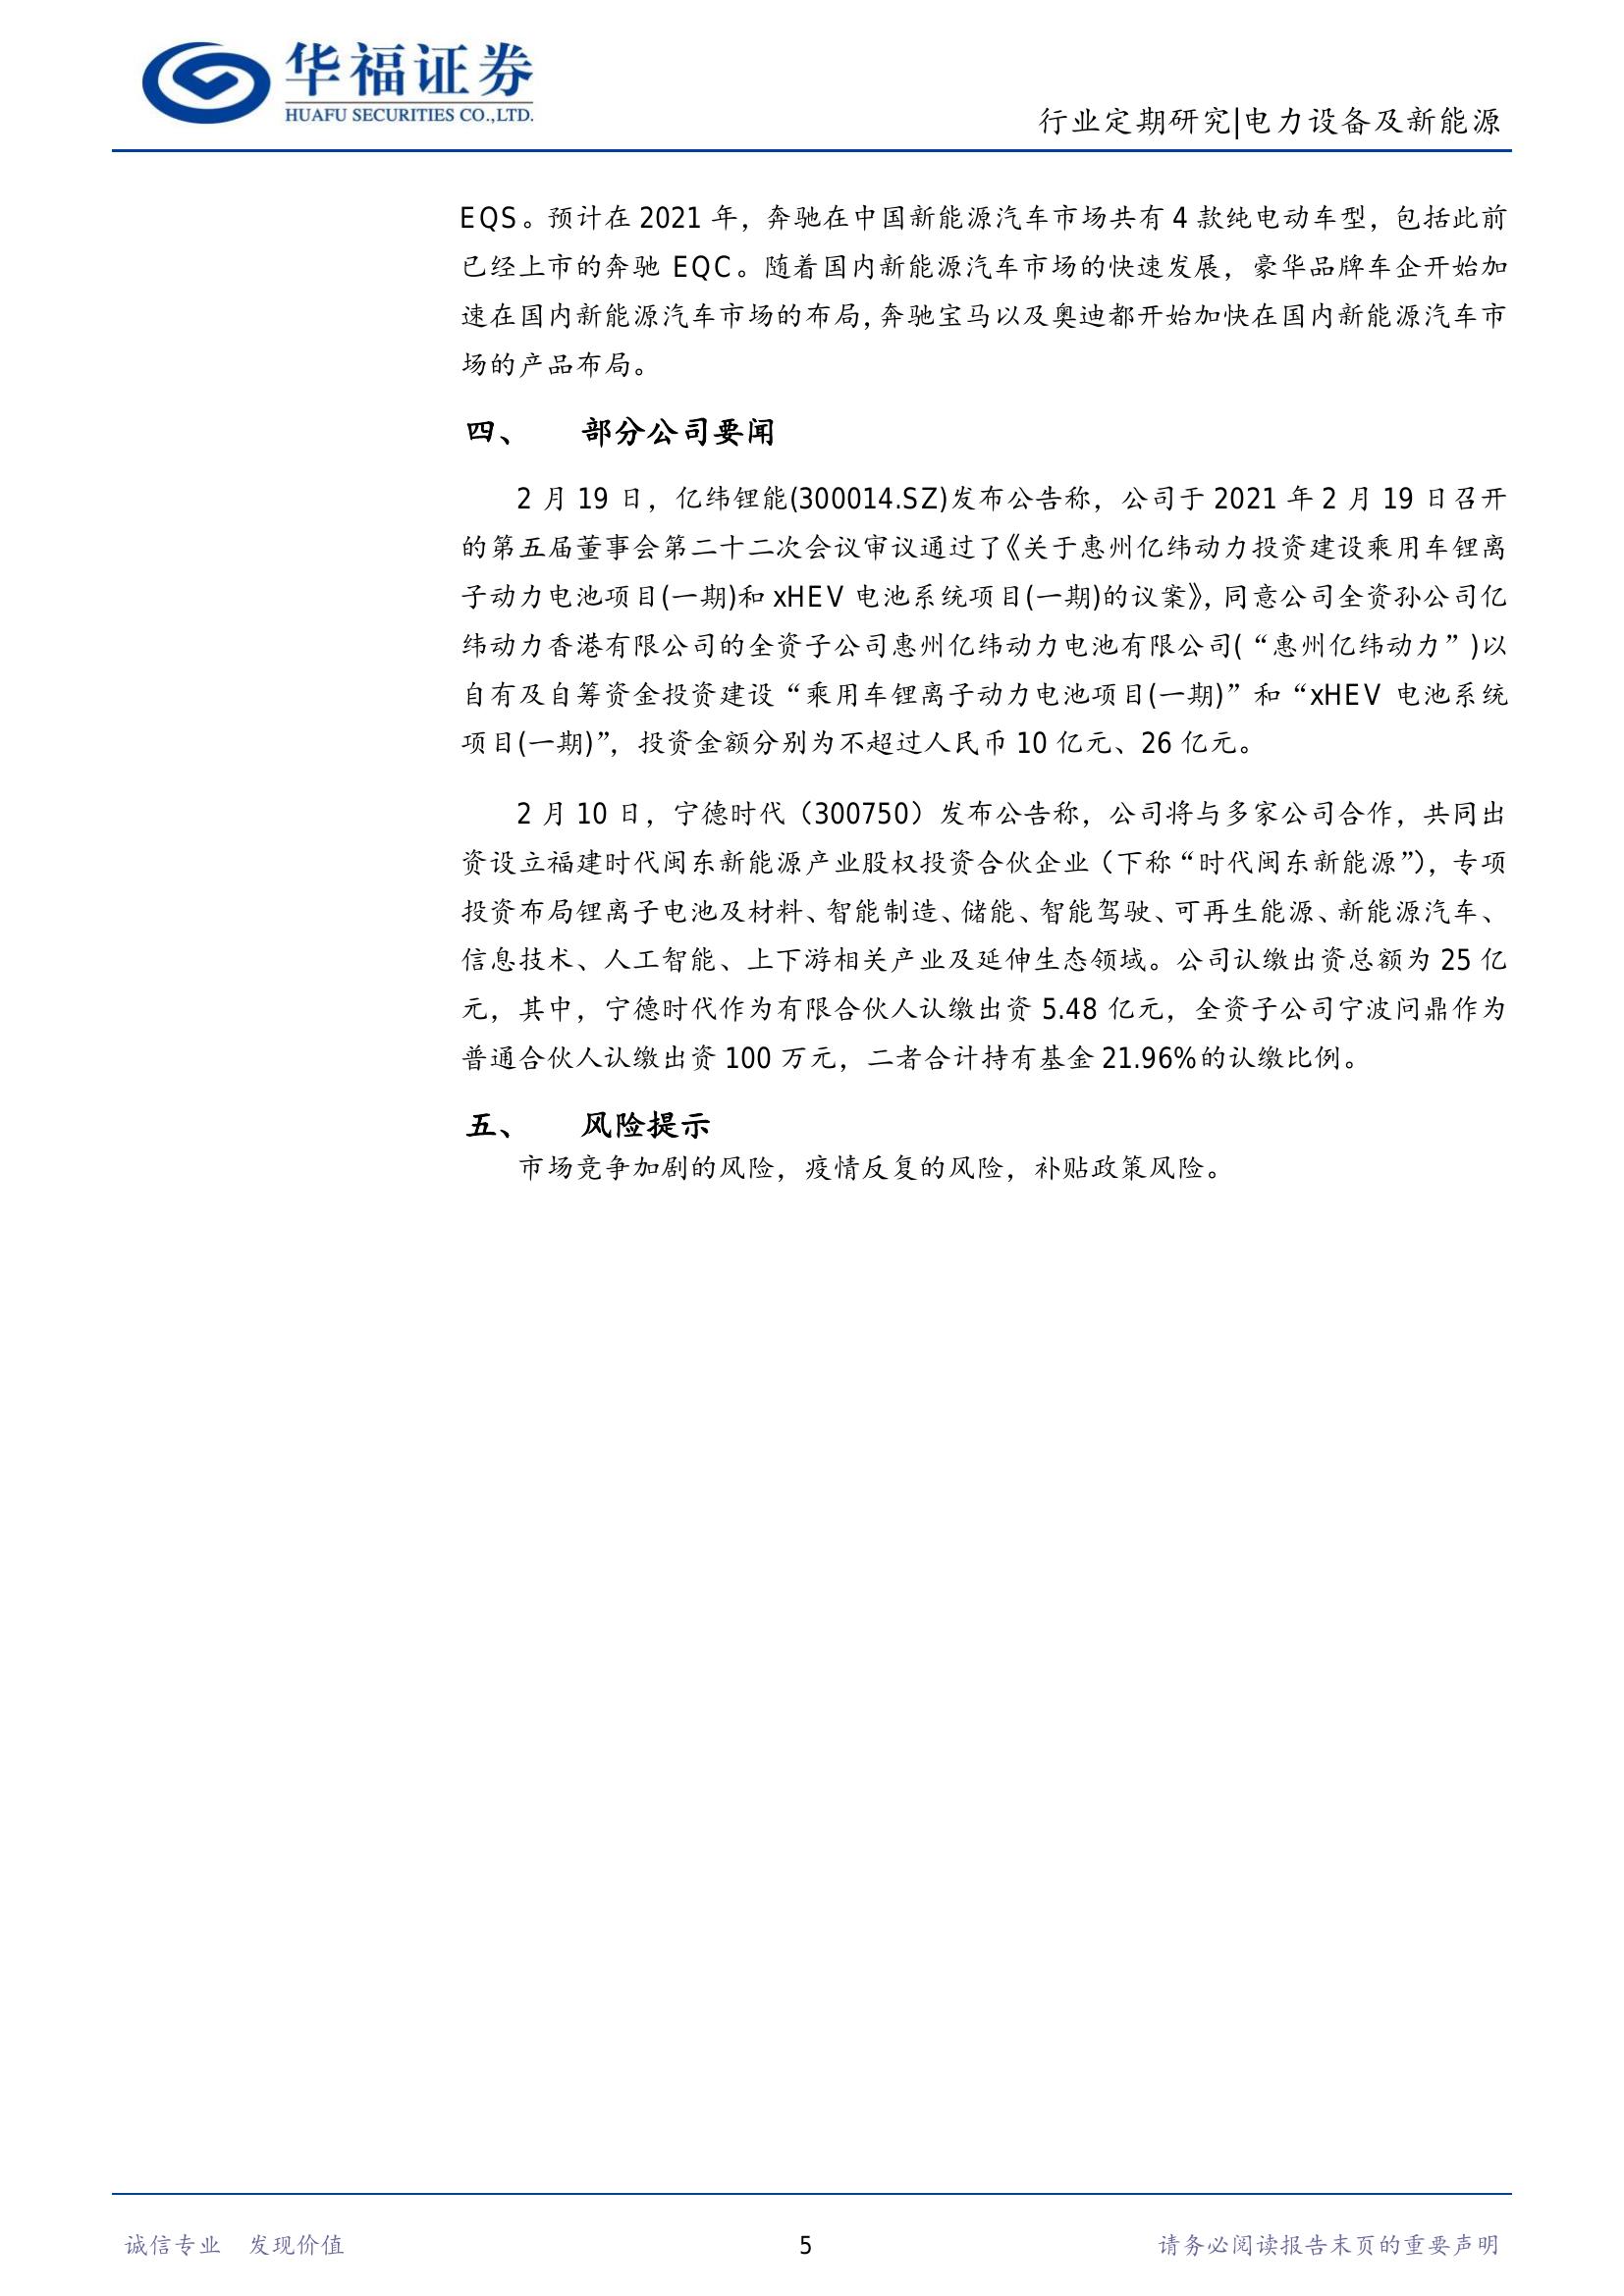 华福证券
HUAFU SECURITIES CO.,LTD.
行业定期研究|电力设备及新能源
EQS。预计在 2021 年，奔驰在中国新能源汽车市场共有 4 款纯电动车型，包括此前
已经上市的奔驰 EQC。随着国内新能源汽车市场的快速发展，豪华品牌车企开始加
速在国内新能源汽车市场的布局，奔驰宝马以及奥迪都开始加快在国内新能源汽车市
场的产品布局。
四、 部分公司要闻
2 月 19 日，亿纬锂能(300014.SZ)发布公告称，公司于 2021 年 2 月 19 日召开
的第五届董事会第二十二次会议审议通过了《关于惠州亿纬动力投资建设乘用车锂离
子动力电池项目(一期)和 xHEV 电池系统项目(一期)的议案》，同意公司全资孙公司亿
纬动力香港有限公司的全资子公司惠州亿纬动力电池有限公司(“惠州亿纬动力”)以
自有及自筹资金投资建设“乘用车锂离子动力电池项目(一期)”和“xHEV 电池系统
项目(一期)”，投资金额分别为不超过人民币 10 亿元、26 亿元。
2 月 10 日，宁德时代（300750）发布公告称，公司将与多家公司合作，共同出
资设立福建时代闽东新能源产业股权投资合伙企业（下称“时代闽东新能源”），专项
投资布局锂离子电池及材料、智能制造、储能、智能驾驶、可再生能源、新能源汽车、
信息技术、人工智能、上下游相关产业及延伸生态领域。公司认缴出资总额为 25 亿
元，其中，宁德时代作为有限合伙人认缴出资 5.48 亿元，全资子公司宁波问鼎作为
普通合伙人认缴出资 100 万元，二者合计持有基金 21.96%的认缴比例。
五、 风险提示
市场竞争加剧的风险，疫情反复的风险，补贴政策风险。
诚信专业 发现价值 5 请务必阅读报告末页的重要声明